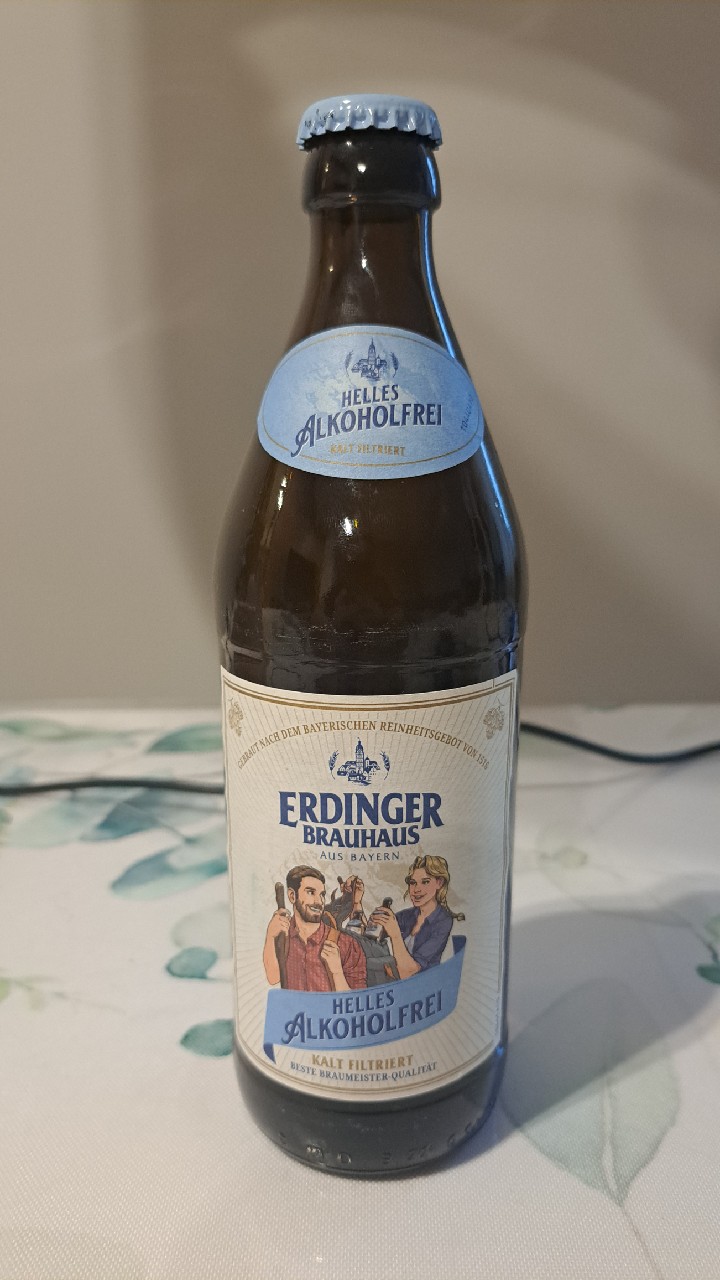 HELLES
ALKOHOLFREI
KALT FILTRIERT
GEBRAUT NACH DEM BAYERISCHEN REINHEITSGEBOT VON 1516
ERDINGER
BRAUHAUS
AUS BAYERN
HELLES
ALKOHOLFREI
KALT FILTRIERT
BESTE BRAUMEISTER-QUALITÄT